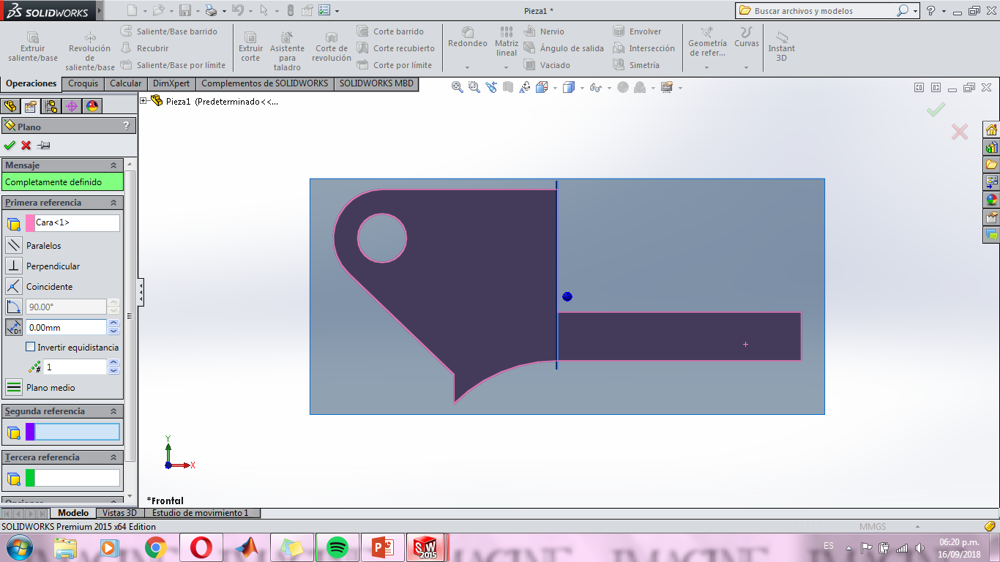 SOLIDWORKS
Pieza1 *
Buscar archivos y modelos
Extruir saliente/base
Revolución de saliente/base
Saliente/Base barrido
Recubrir
Saliente/Base por límite
Extruir corte
Asistente para taladro
Corte de revolución
Corte barrido
Corte recubierto
Corte por límite
Redondeo
Matriz lineal
Nervio
Ángulo de salida
Vaciado
Envolver
Intersección
Simetría
Geometría de refer...
Curvas
Instant 3D
Operaciones
Croquis
Calcular
DimXpert
Complementos de SOLIDWORKS
SOLIDWORKS MBD
Pieza1 (Predeterminado<<...
Plano
?
Mensaje
Completamente definido
Primera referencia
Cara<1>
Paralelos
Perpendicular
Coincidente
90.00°
0.00mm
Invertir equidistancia
1
Plano medio
Segunda referencia
Tercera referencia
Y
X
*Frontal
Modelo
Vistas 3D
Estudio de movimiento 1
SOLIDWORKS Premium 2015 x64 Edition
MMGS
ES
06:20 p.m.
16/09/2018